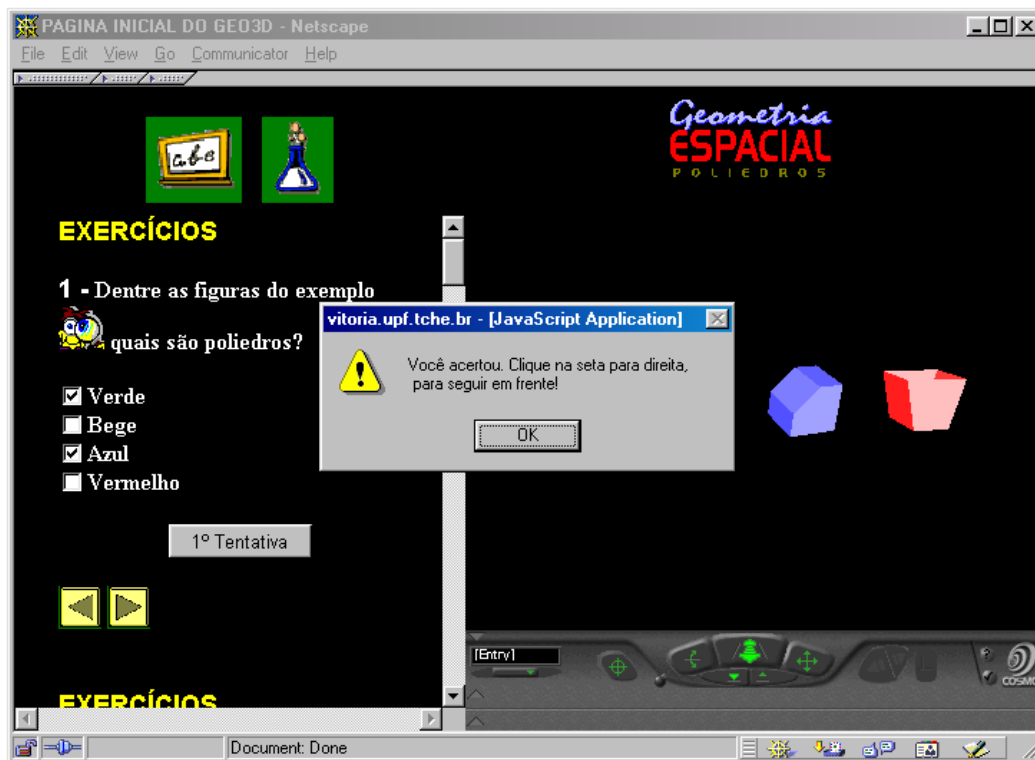 PAGINA INICIAL DO GEO3D - Netscape
File Edit View Go Communicator Help
abc
Geometria
ESPACIAL
POLIEDROS
EXERCÍCIOS
1 - Dentre as figuras do exemplo
quais são poliedros?
Verde
Bege
Azul
Vermelho
1º Tentativa
vitoria.upf.tche.br - [JavaScript Application]
Você acertou. Clique na seta para direita,
para seguir em frente!
OK
[Entry]
COSMO
EXERCÍCIOS
Document: Done